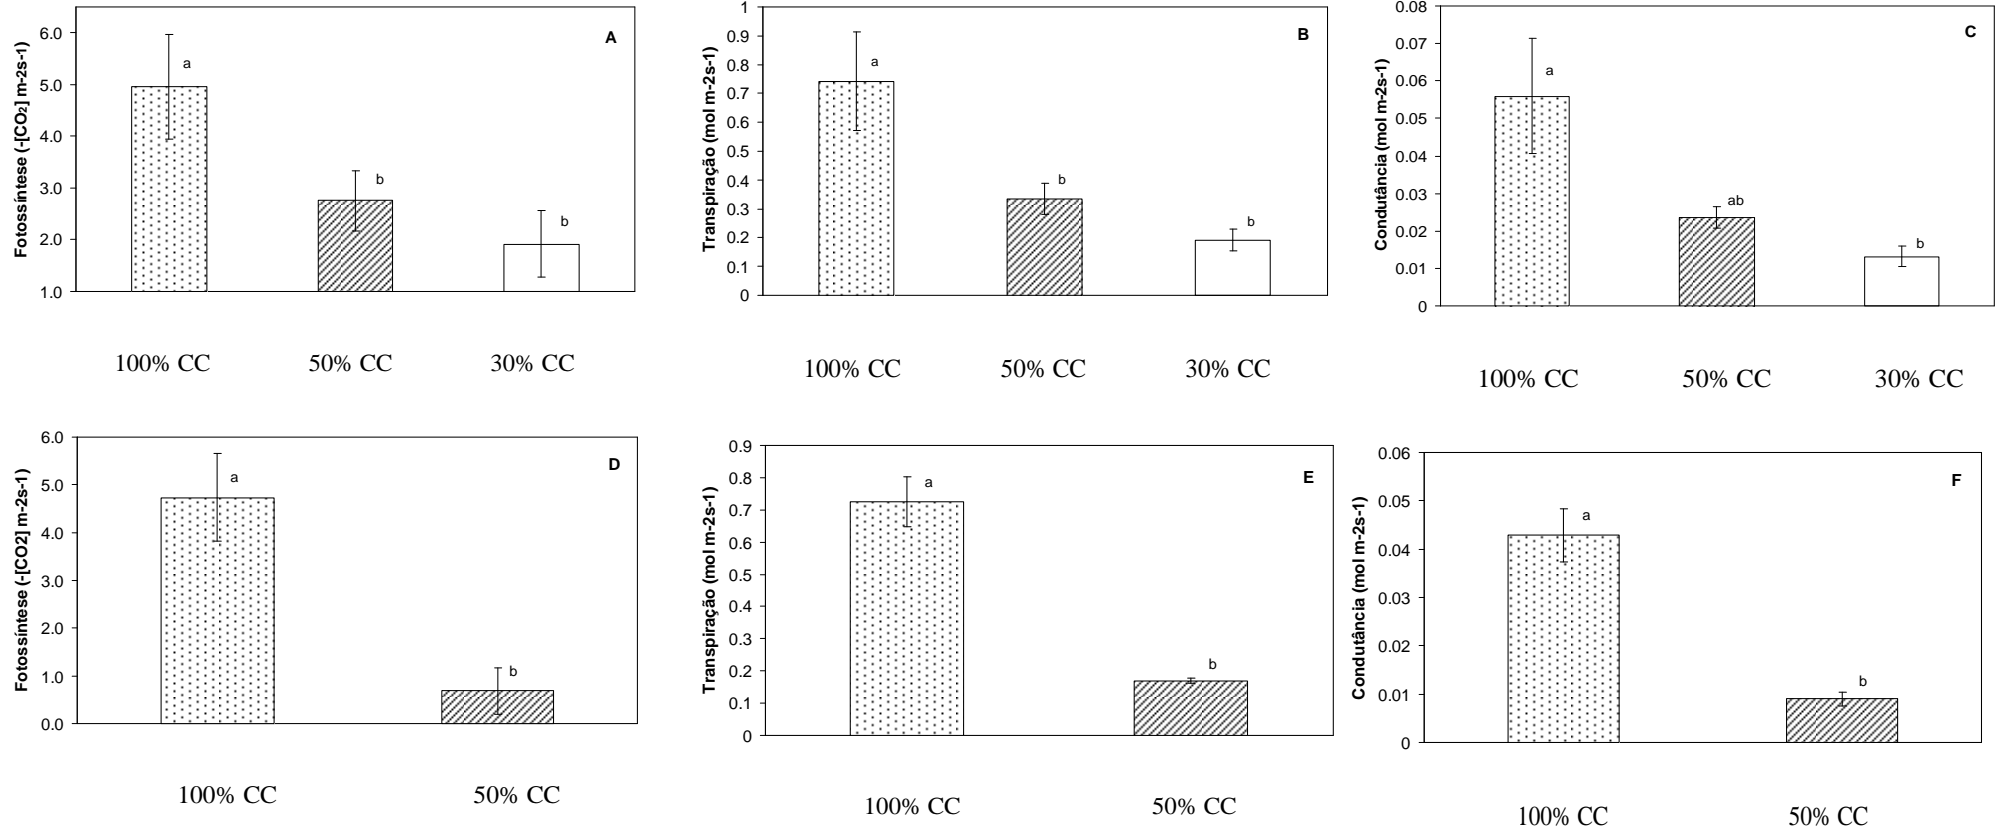 Fotossíntese (-[CO₂] m-2s-1)
6.0
5.0
4.0
3.0
2.0
1.0
A
a
b
b
100% CC 50% CC 30% CC
Transpiração (mol m-2s-1)
1
0.9
0.8
0.7
0.6
0.5
0.4
0.3
0.2
0.1
0
B
a
b
b
100% CC 50% CC 30% CC
Condutância (mol m-2s-1)
0.08
0.07
0.06
0.05
0.04
0.03
0.02
0.01
0
C
a
ab
b
100% CC 50% CC 30% CC
Fotossíntese (-[CO2] m-2s-1)
6.0
5.0
4.0
3.0
2.0
1.0
0.0
D
a
b
100% CC 50% CC
Transpiração (mol m-2s-1)
0.9
0.8
0.7
0.6
0.5
0.4
0.3
0.2
0.1
0
E
a
b
100% CC 50% CC
Condutância (mol m-2s-1)
0.06
0.05
0.04
0.03
0.02
0.01
0
F
a
b
100% CC 50% CC